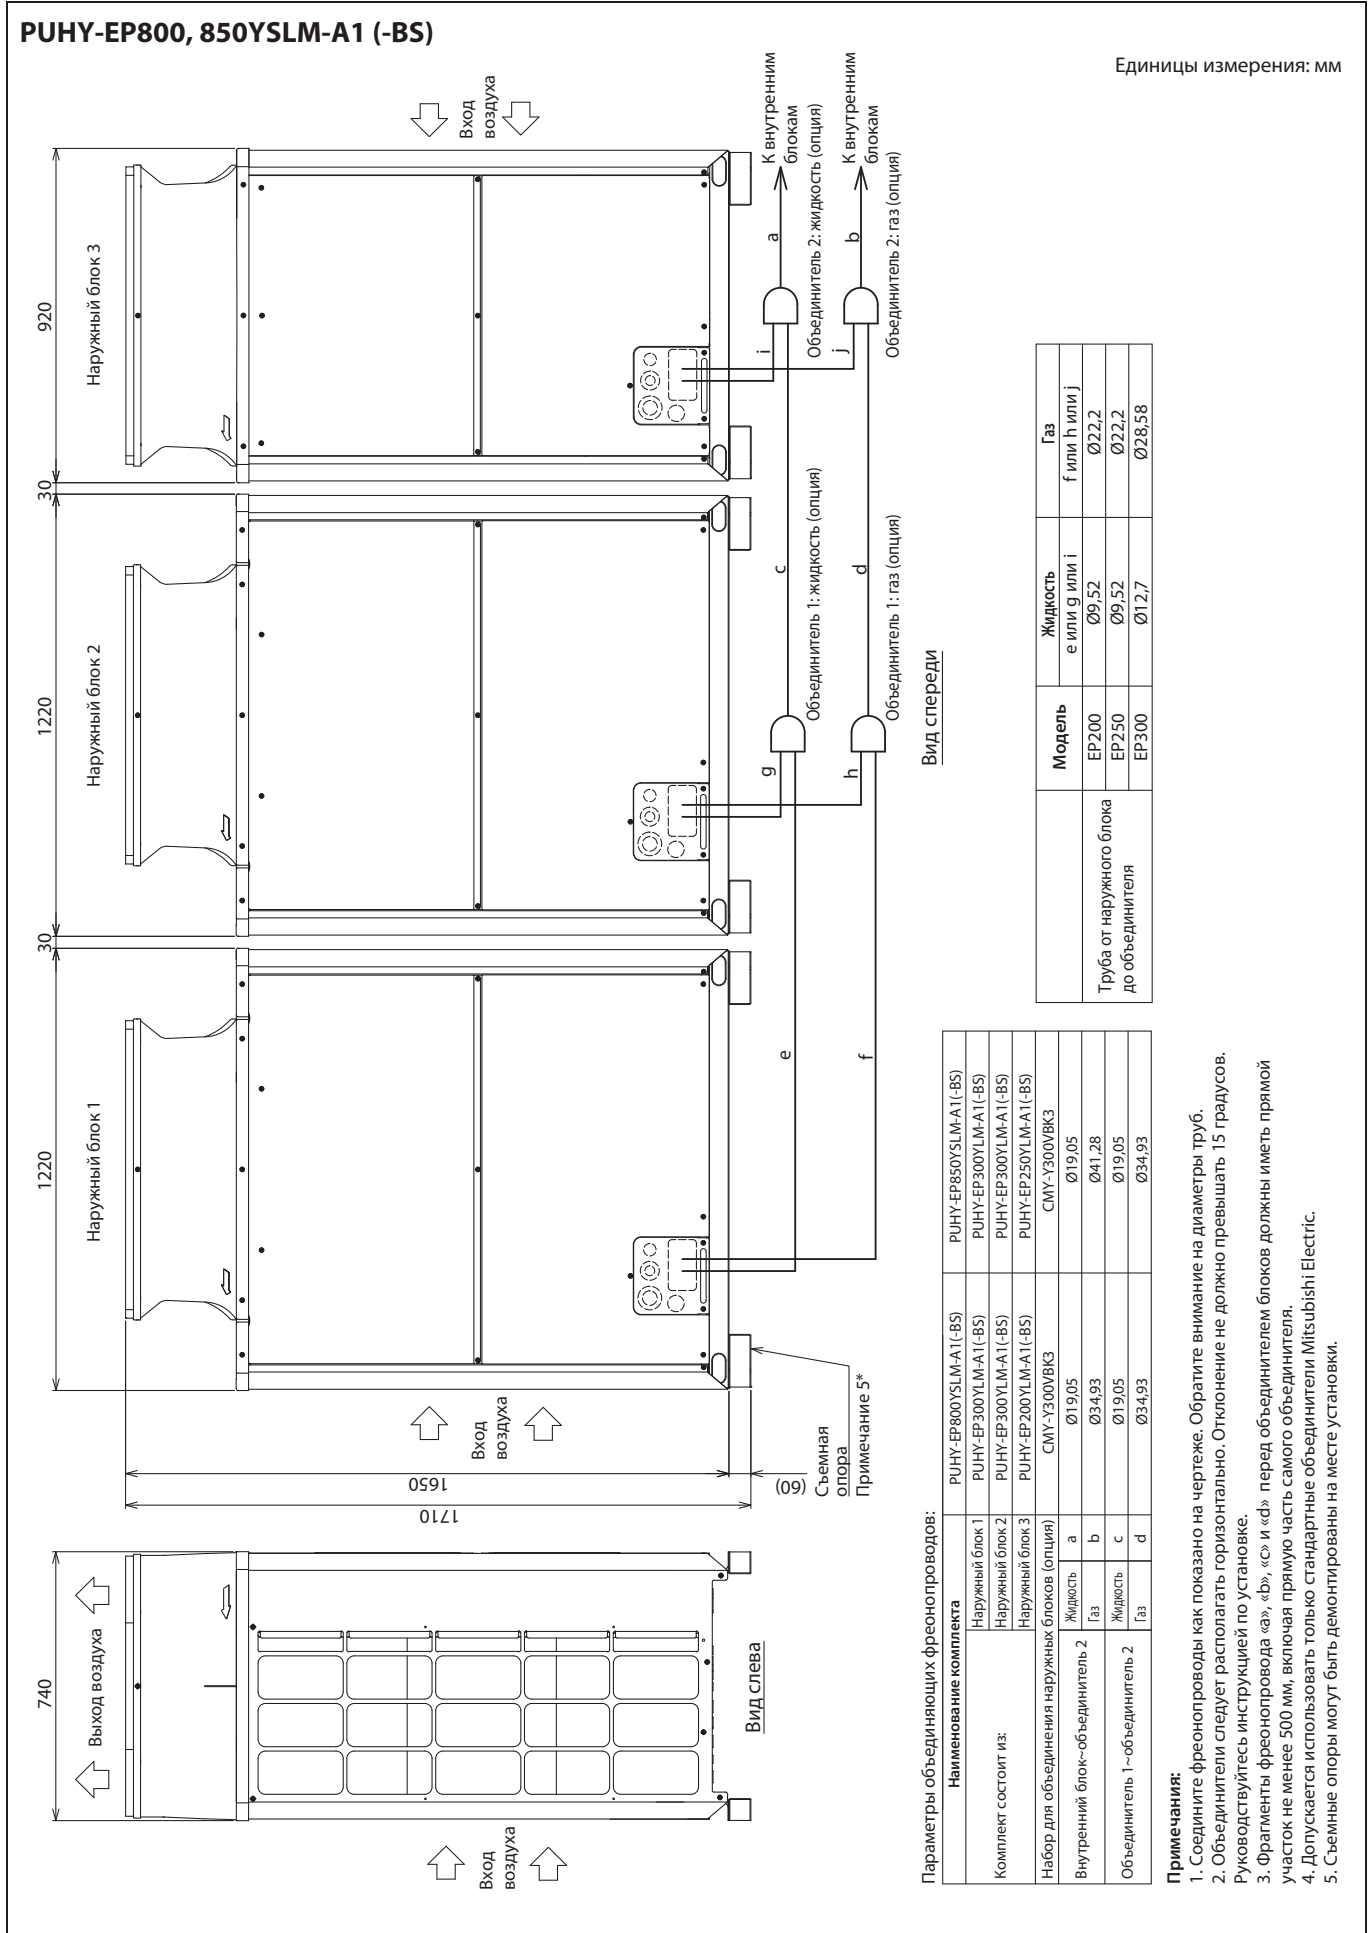 PUHY-EP800, 850YSLM-A1 (-BS)
Единицы измерения: мм
740
Выход воздуха
Вход
воздуха
Вид слева
1710
1650
(60)
Съемная
опора
Примечание 5*
Вход
воздуха
1220
30
1220
30
920
Наружный блок 1
Наружный блок 2
Наружный блок 3
Вход
воздуха
e
f
g
h
c
d
i
j
a
b
К внутренним
блокам
К внутренним
блокам
Объединитель 1: жидкость (опция)
Объединитель 2: жидкость (опция)
Объединитель 1: газ (опция)
Объединитель 2: газ (опция)
Вид спереди
Параметры объединяющих фреонопроводов:
Наименование комплекта PUHY-EP800YSLM-A1(-BS) PUHY-EP850YSLM-A1(-BS)
Комплект состоит из: Наружный блок 1 PUHY-EP300YLM-A1(-BS) PUHY-EP300YLM-A1(-BS)
Наружный блок 2 PUHY-EP300YLM-A1(-BS) PUHY-EP300YLM-A1(-BS)
Наружный блок 3 PUHY-EP200YLM-A1(-BS) PUHY-EP250YLM-A1(-BS)
Набор для объединения наружных блоков (опция) CMY-Y300VBK3 CMY-Y300VBK3
Внутренний блок~объединитель 2 Жидкость a Ø19,05 Ø19,05
Газ b Ø34,93 Ø41,28
Объединитель 1~объединитель 2 Жидкость c Ø19,05 Ø19,05
Газ d Ø34,93 Ø34,93
Модель Жидкость Газ
e или g или i f или h или j
Труба от наружного блока
до объединителя
EP200 Ø9,52 Ø22,2
EP250 Ø9,52 Ø22,2
EP300 Ø12,7 Ø28,58
Примечания:
1. Соедините фреонопроводы как показано на чертеже. Обратите внимание на диаметры труб.
2. Объединители следует располагать горизонтально. Отклонение не должно превышать 15 градусов.
Руководствуйтесь инструкцией по установке.
3. Фрагменты фреонопровода «a», «b», «c» и «d» перед объединителем блоков должны иметь прямой
участок не менее 500 мм, включая прямую часть самого объединителя.
4. Допускается использовать только стандартные объединители Mitsubishi Electric.
5. Съемные опоры могут быть демонтированы на месте установки.